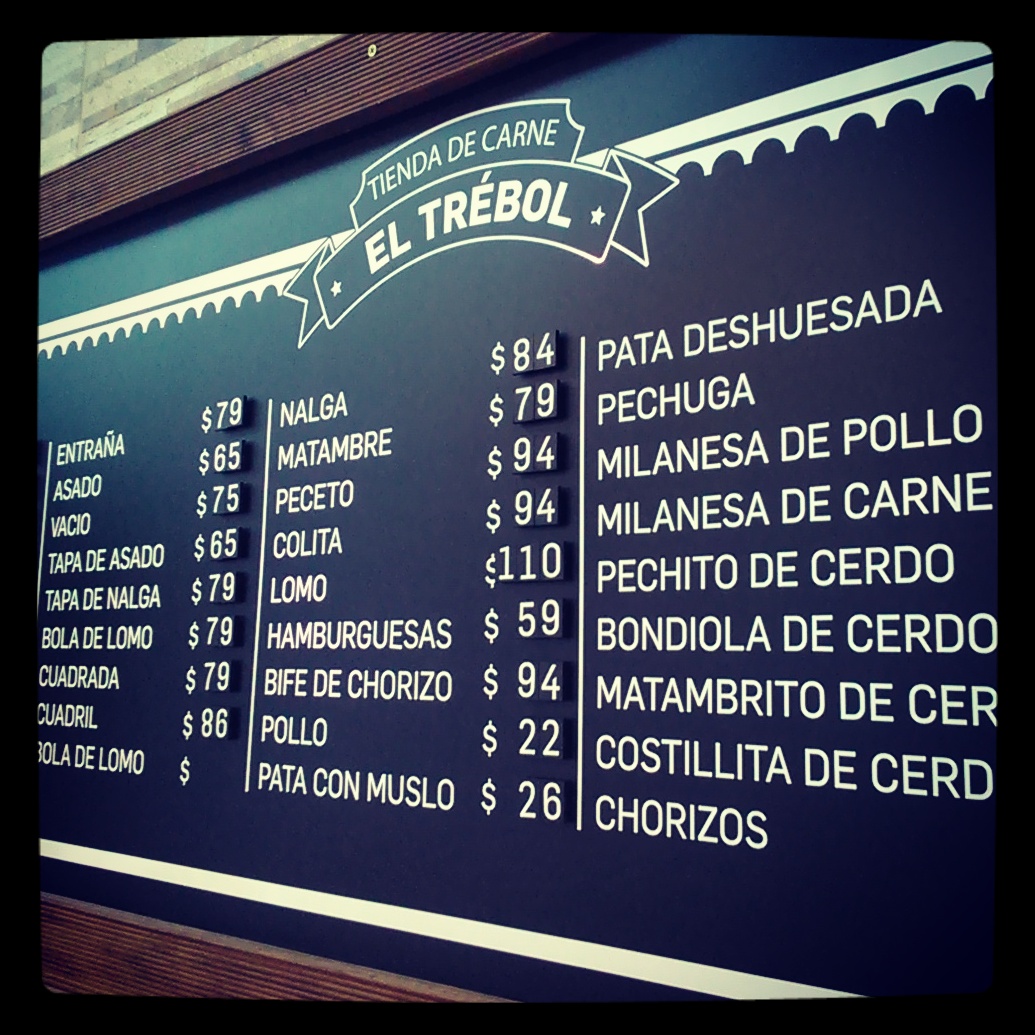 TIENDA DE CARNE
EL TRÉBOL
ENTRAÑA $79
ASADO $65
VACIO $75
TAPA DE ASADO $65
TAPA DE NALGA $79
BOLA DE LOMO $79
CUADRADA $79
CUADRIL $86
BOLA DE LOMO $
NALGA $84
MATAMBRE $79
PECETO $94
COLITA $94
LOMO $110
HAMBURGUESAS $59
BIFE DE CHORIZO $94
POLLO $22
PATA CON MUSLO $26
PATA DESHUESADA
PECHUGA
MILANESA DE POLLO
MILANESA DE CARNE
PECHITO DE CERDO
BONDIOLA DE CERDO
MATAMBRITO DE CER
COSTILLITA DE CERD
CHORIZOS